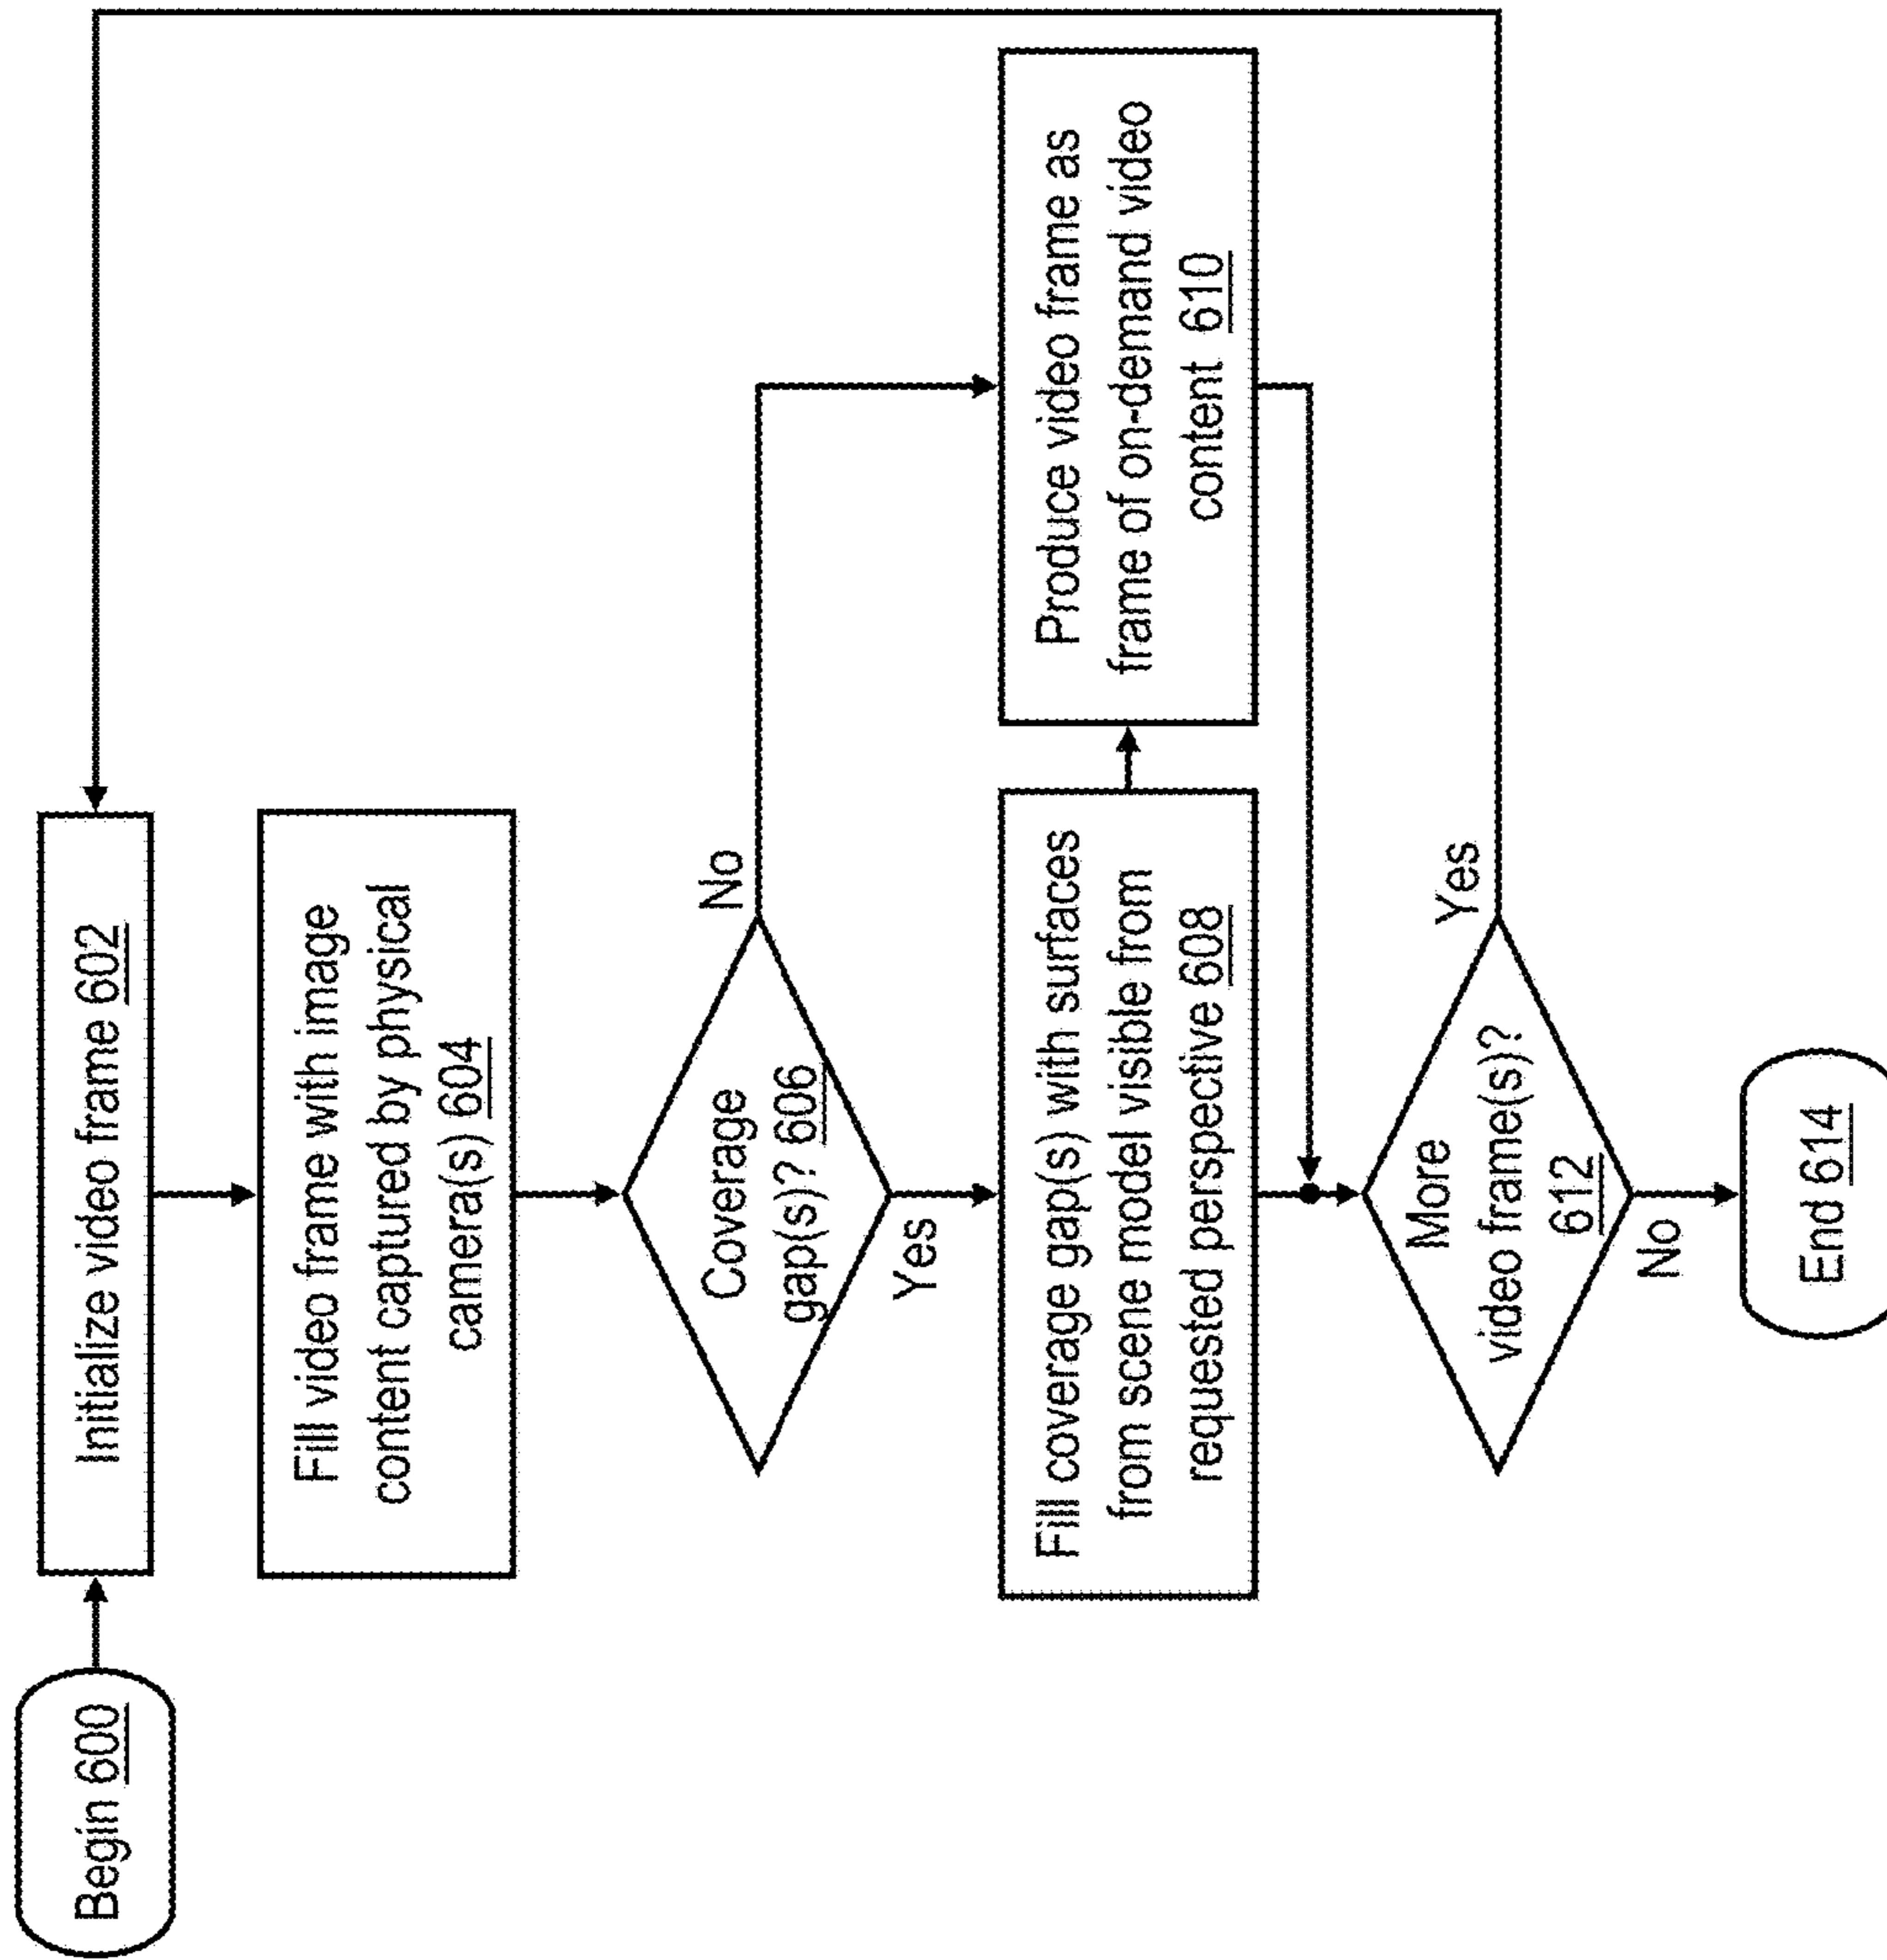 Begin 600
Initialize video frame 602
Fill video frame with image
content captured by physical
camera(s) 604
Coverage
gap(s)? 606
No
Yes
Fill coverage gap(s) with surfaces
from scene model visible from
requested perspective 608
Produce video frame as
frame of on-demand video
content 610
More
video frame(s)?
612
Yes
No
End 614